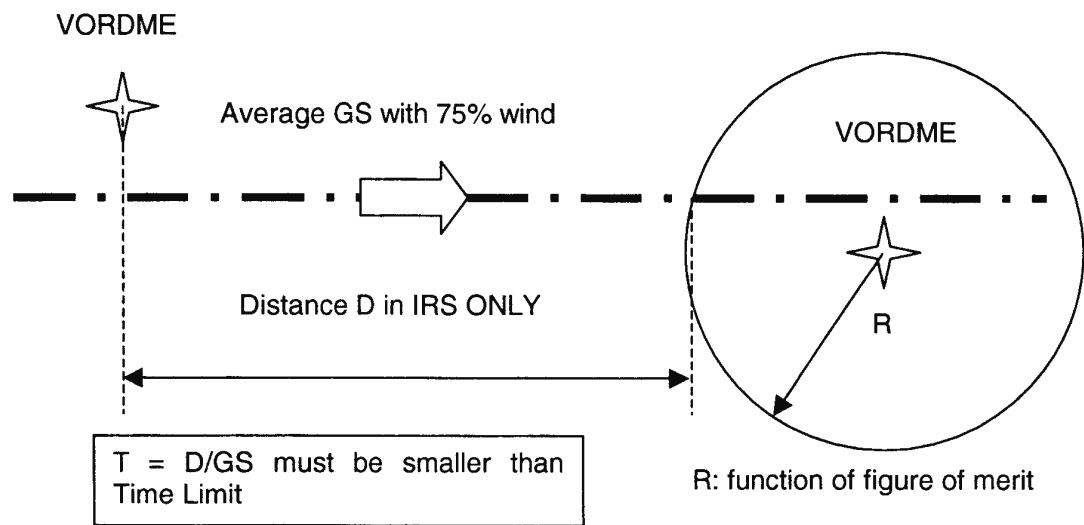 VORDME
Average GS with 75% wind
VORDME
Distance D in IRS ONLY
R
T = D/GS must be smaller than
Time Limit
R: function of figure of merit